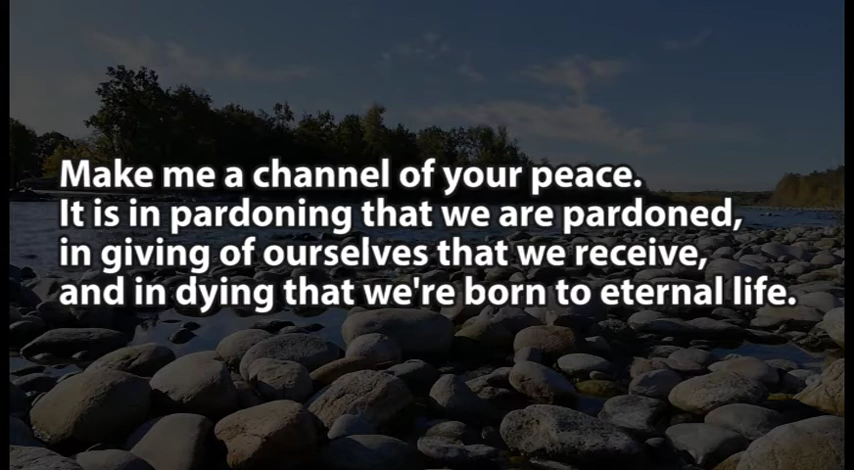 Make me a channel of your peace.
It is in pardoning that we are pardoned,
in giving of ourselves that we receive,
and in dying that we're born to eternal life.